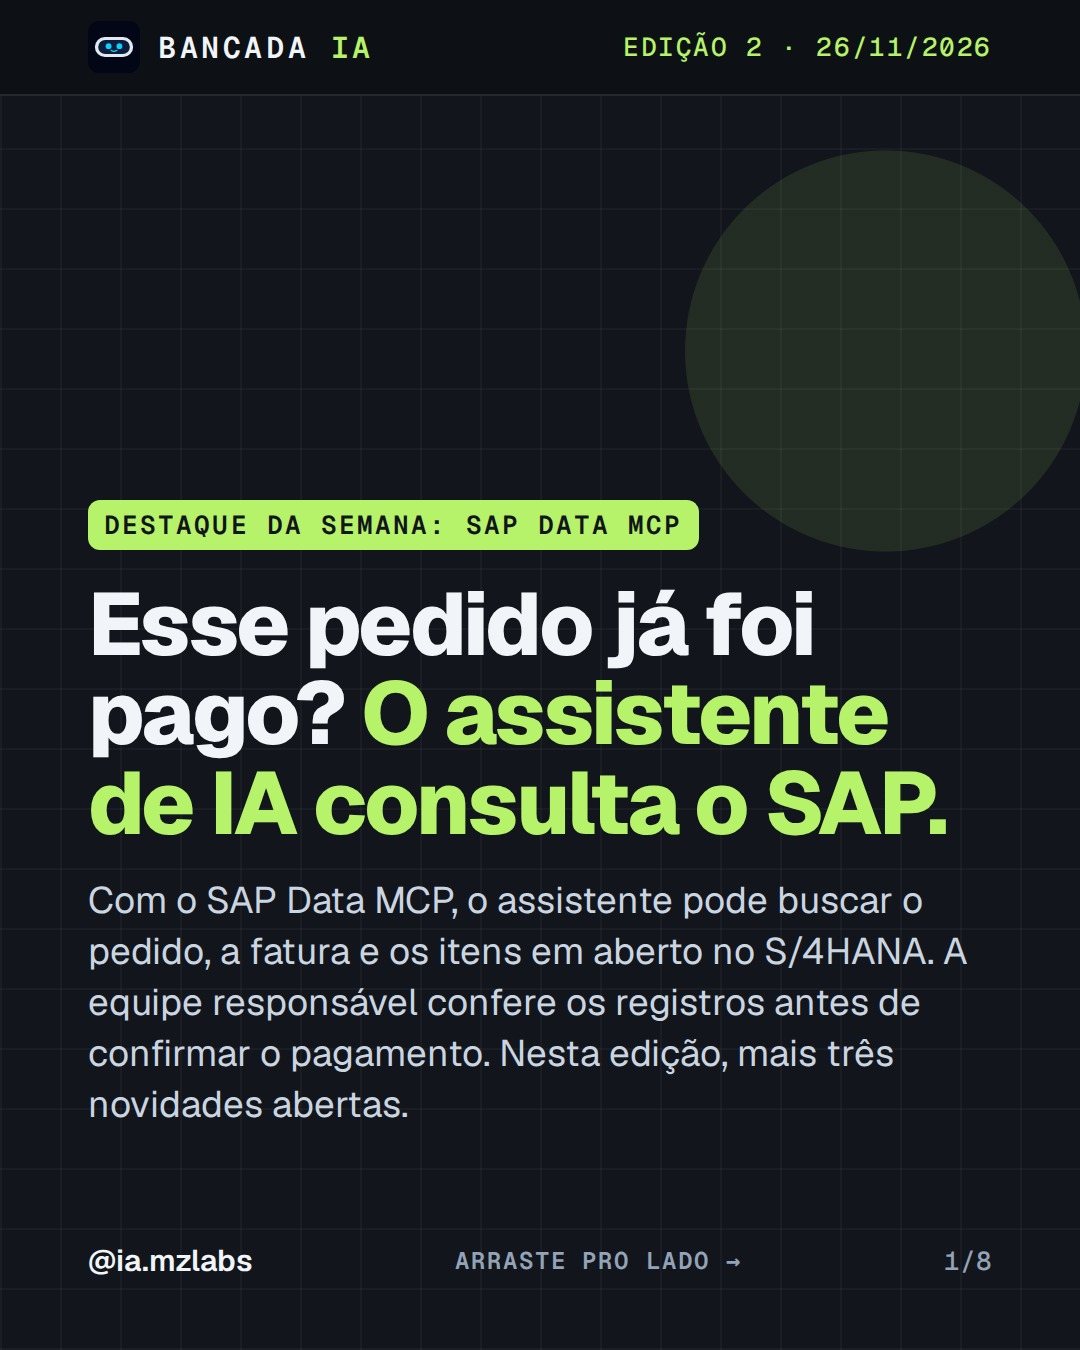 BANCADA IA
EDIÇÃO 2 · 26/11/2026
DESTAQUE DA SEMANA: SAP DATA MCP
Esse pedido já foi
pago? O assistente
de IA consulta o SAP.
Com o SAP Data MCP, o assistente pode buscar o
pedido, a fatura e os itens em aberto no S/4HANA. A
equipe responsável confere os registros antes de
confirmar o pagamento. Nesta edição, mais três
novidades abertas.
@ia.mzlabs
ARRASTE PRO LADO →
1/8